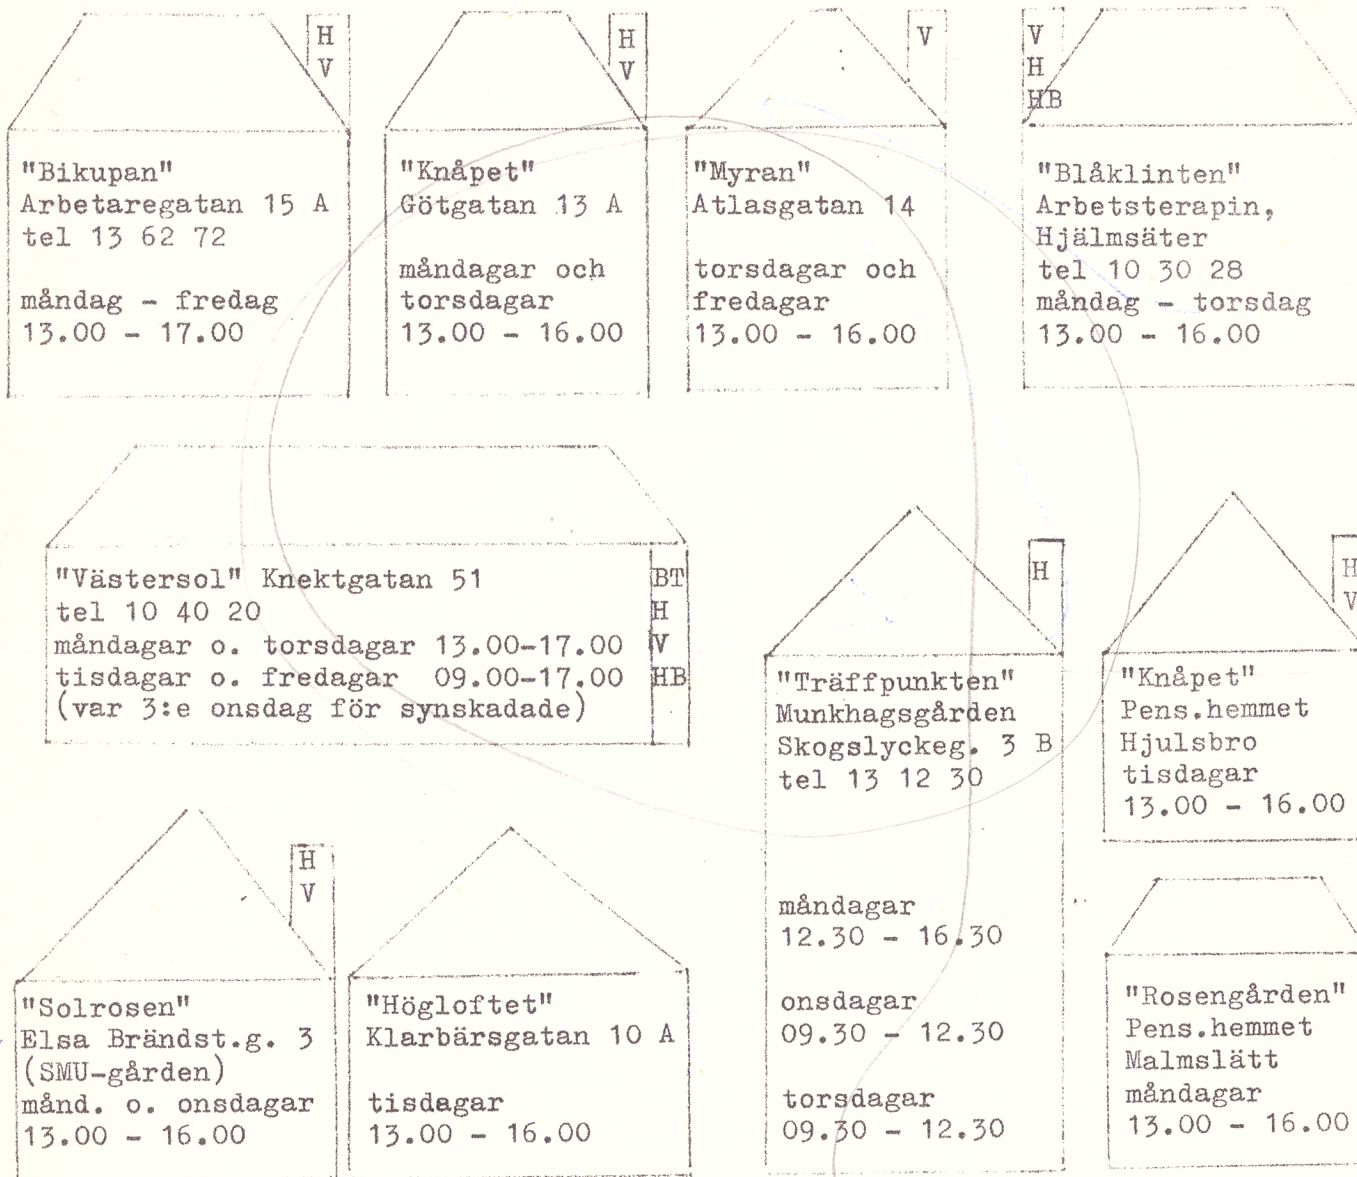 H
V
"Bikupan"
Arbetaregatan 15 A
tel 13 62 72
måndag - fredag
13.00 - 17.00
H
V
"Knåpet"
Götgatan 13 A
måndagar och
torsdagar
13.00 - 16.00
V
"Myran"
Atlasgatan 14
torsdagar och
fredagar
13.00 - 16.00
V
H
HB
"Blåklinten"
Arbetsterapin,
Hjälmsäter
tel 10 30 28
måndag - torsdag
13.00 - 16.00
"Västersol" Knektgatan 51
tel 10 40 20
måndagar o. torsdagar 13.00-17.00
tisdagar o. fredagar 09.00-17.00
(var 3:e onsdag för synskadade)
BT
H
V
HB
H
"Träffpunkten"
Munkhagsgården
Skogslyckeg. 3 B
tel 13 12 30
måndagar
12.30 - 16.30
onsdagar
09.30 - 12.30
torsdagar
09.30 - 12.30
H
V
"Knåpet"
Pens.hemmet
Hjulsbro
tisdagar
13.00 - 16.00
H
V
"Solrosen"
Elsa Brändst.g. 3
(SMU-gården)
månd. o. onsdagar
13.00 - 16.00
"Högloftet"
Klarbärsgatan 10 A
tisdagar
13.00 - 16.00
"Rosengården"
Pens.hemmet
Malmslätt
måndagar
13.00 - 16.00